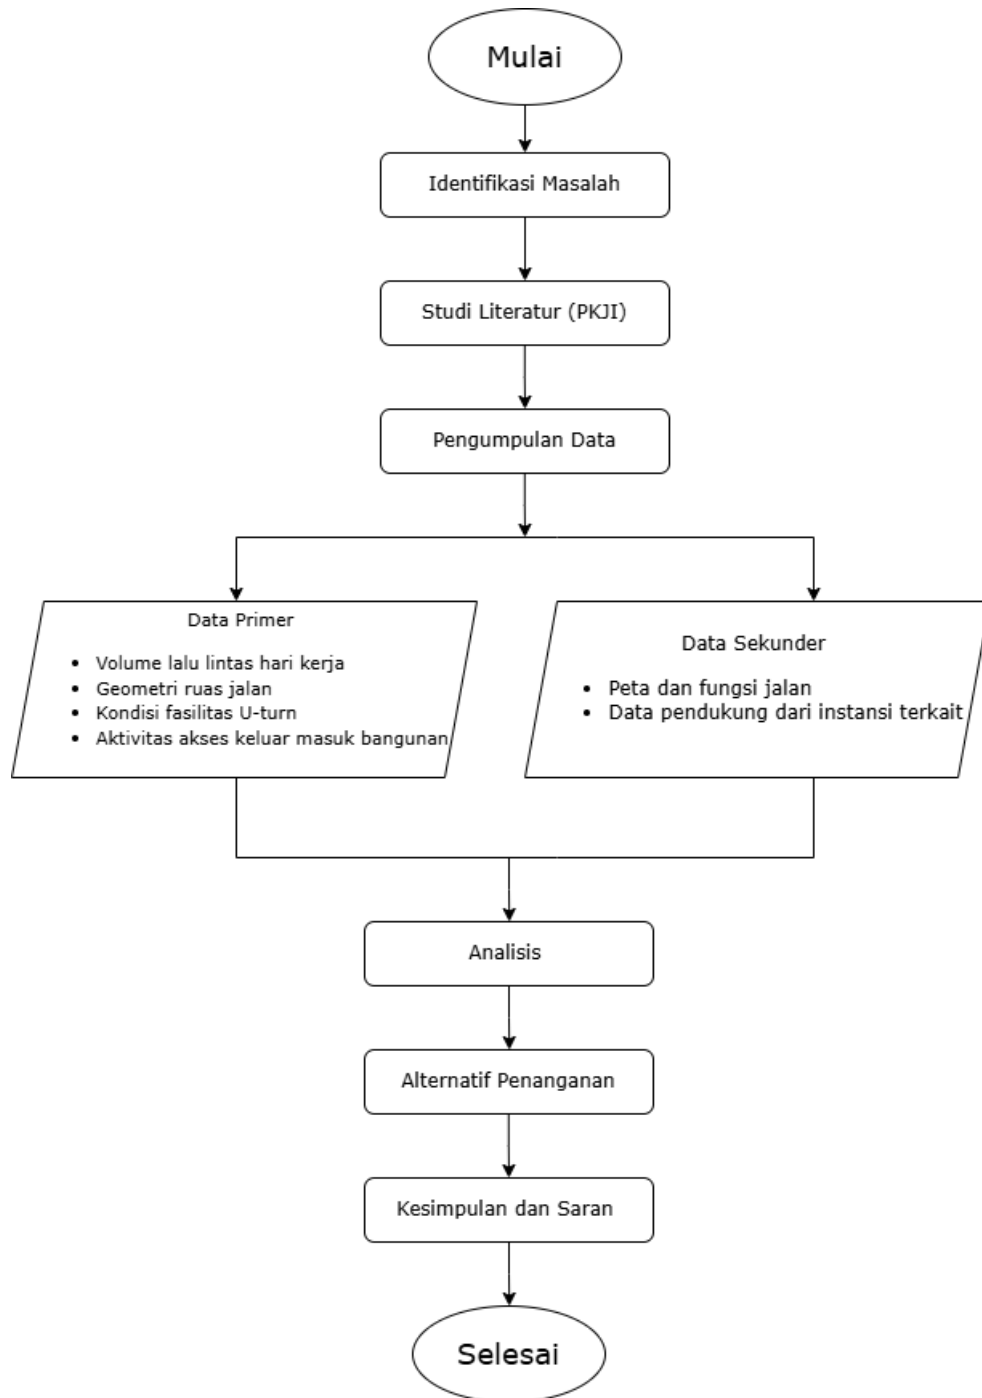 Mulai
Identifikasi Masalah
Studi Literatur (PKJI)
Pengumpulan Data
Data Primer
• Volume lalu lintas hari kerja
• Geometri ruas jalan
• Kondisi fasilitas U-turn
• Aktivitas akses keluar masuk bangunan
Data Sekunder
• Peta dan fungsi jalan
• Data pendukung dari instansi terkait
Analisis
Alternatif Penanganan
Kesimpulan dan Saran
Selesai